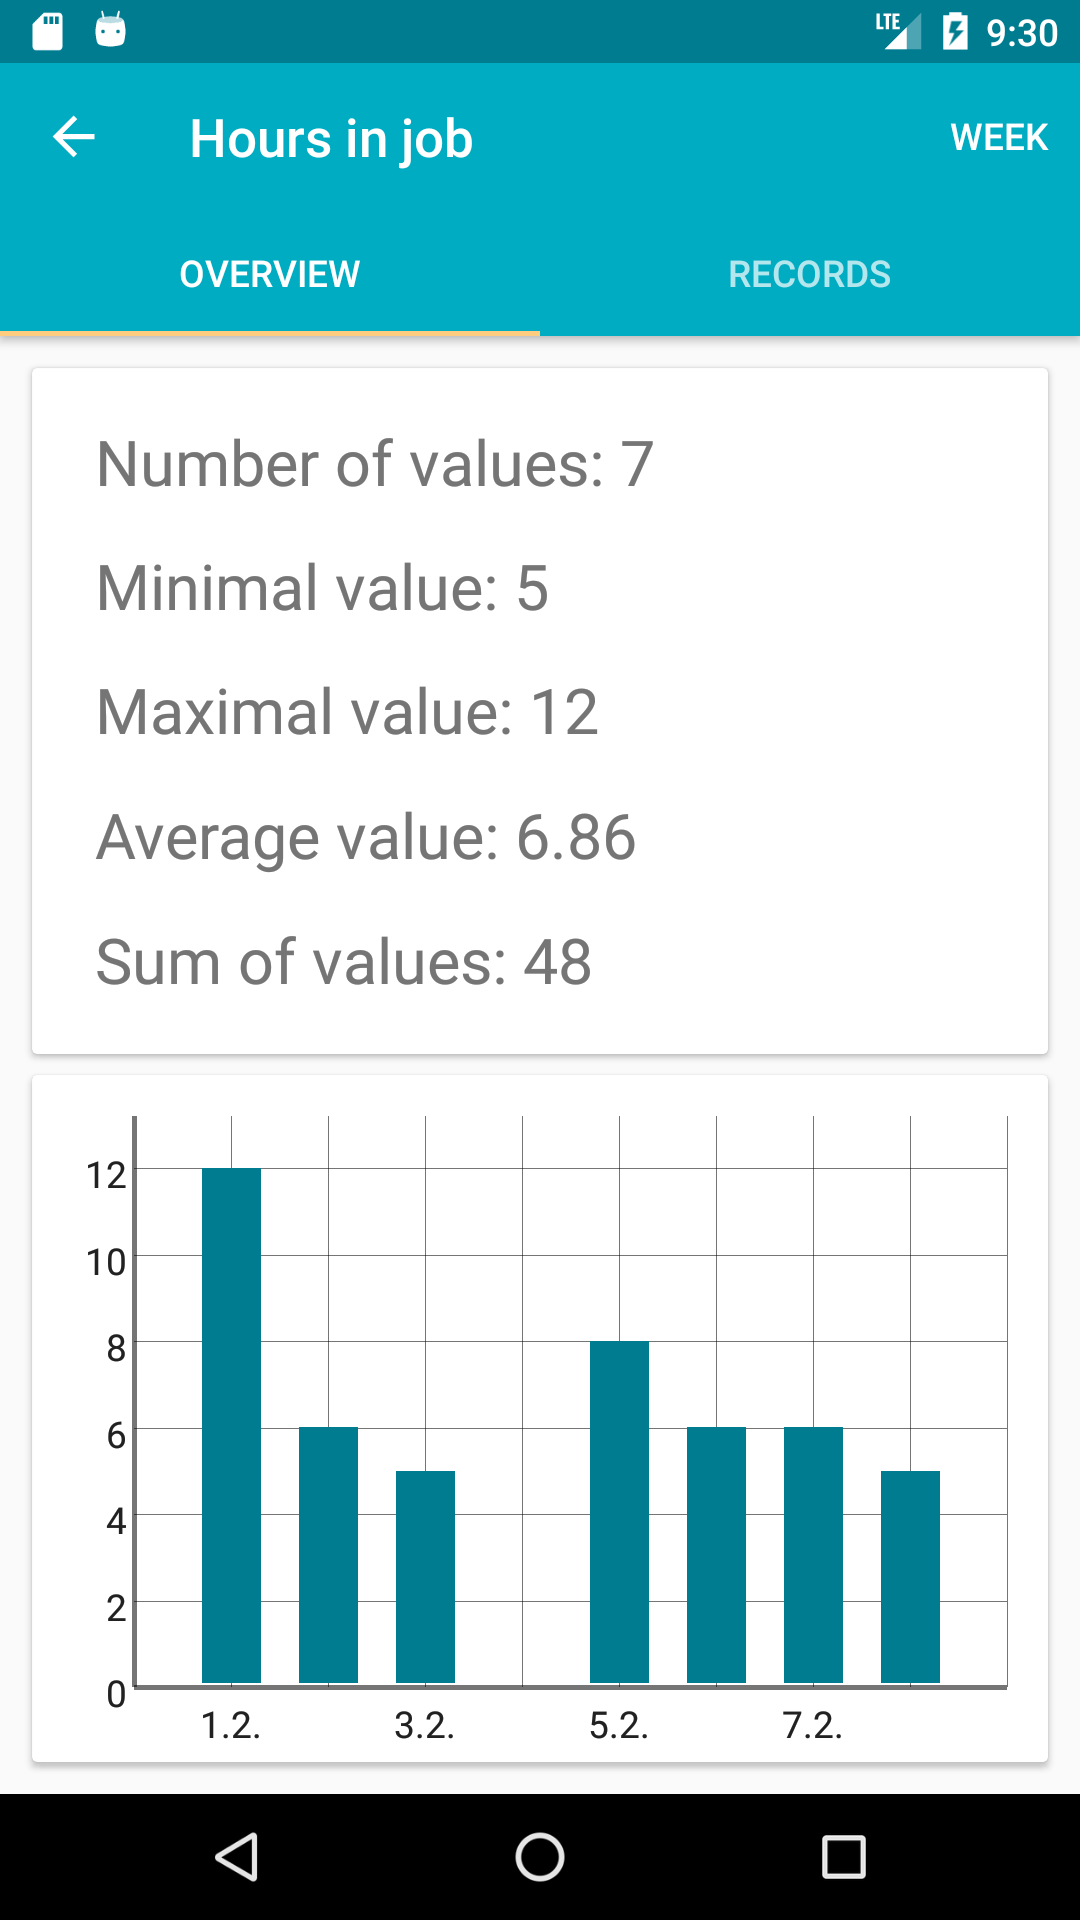 LTE 9:30
Hours in job WEEK
OVERVIEW RECORDS
Number of values: 7
Minimal value: 5
Maximal value: 12
Average value: 6.86
Sum of values: 48
12
10
8
6
4
2
0
1.2. 3.2. 5.2. 7.2.